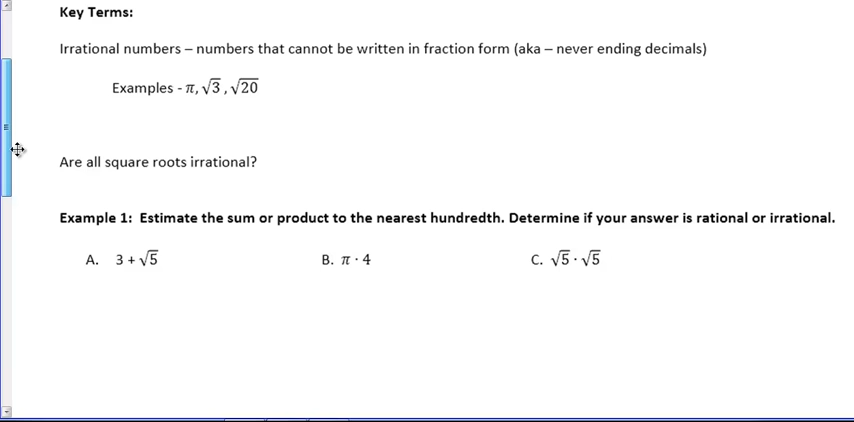 Key Terms:
Irrational numbers – numbers that cannot be written in fraction form (aka – never ending decimals)
Examples - π, √3 , √20
Are all square roots irrational?
Example 1: Estimate the sum or product to the nearest hundredth. Determine if your answer is rational or irrational.
A. 3 + √5 B. π · 4 C. √5 · √5